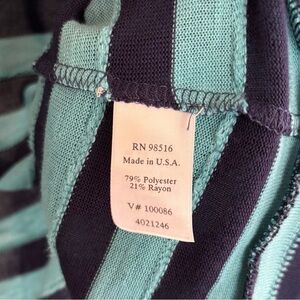 RN 98516
Made in U.S.A.
79% Polyester
21% Rayon
V# 100086
4021246